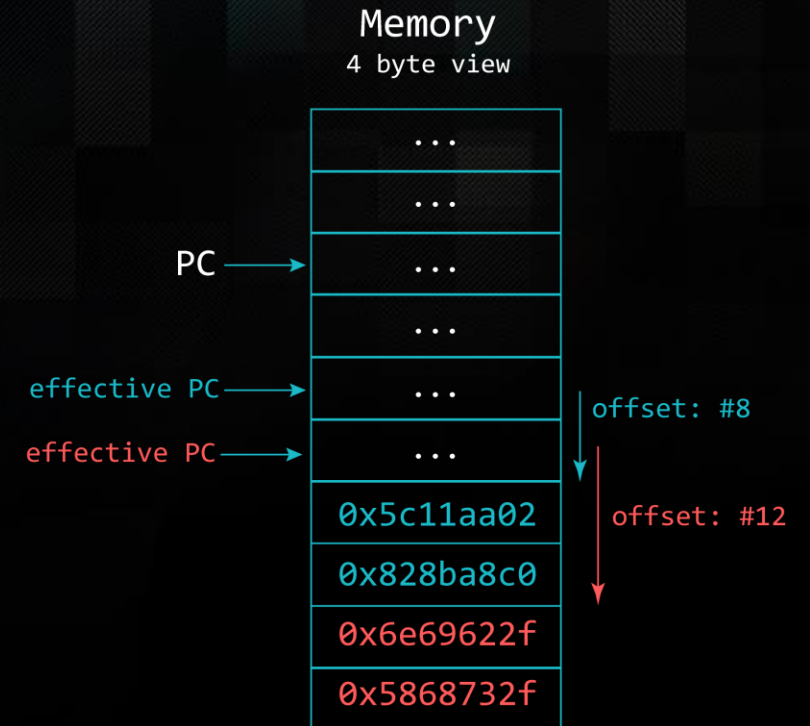 Memory
4 byte view
...
...
PC
...
...
effective PC
...
offset: #8
effective PC
...
0x5c11aa02
offset: #12
0x828ba8c0
0x6e69622f
0x5868732f